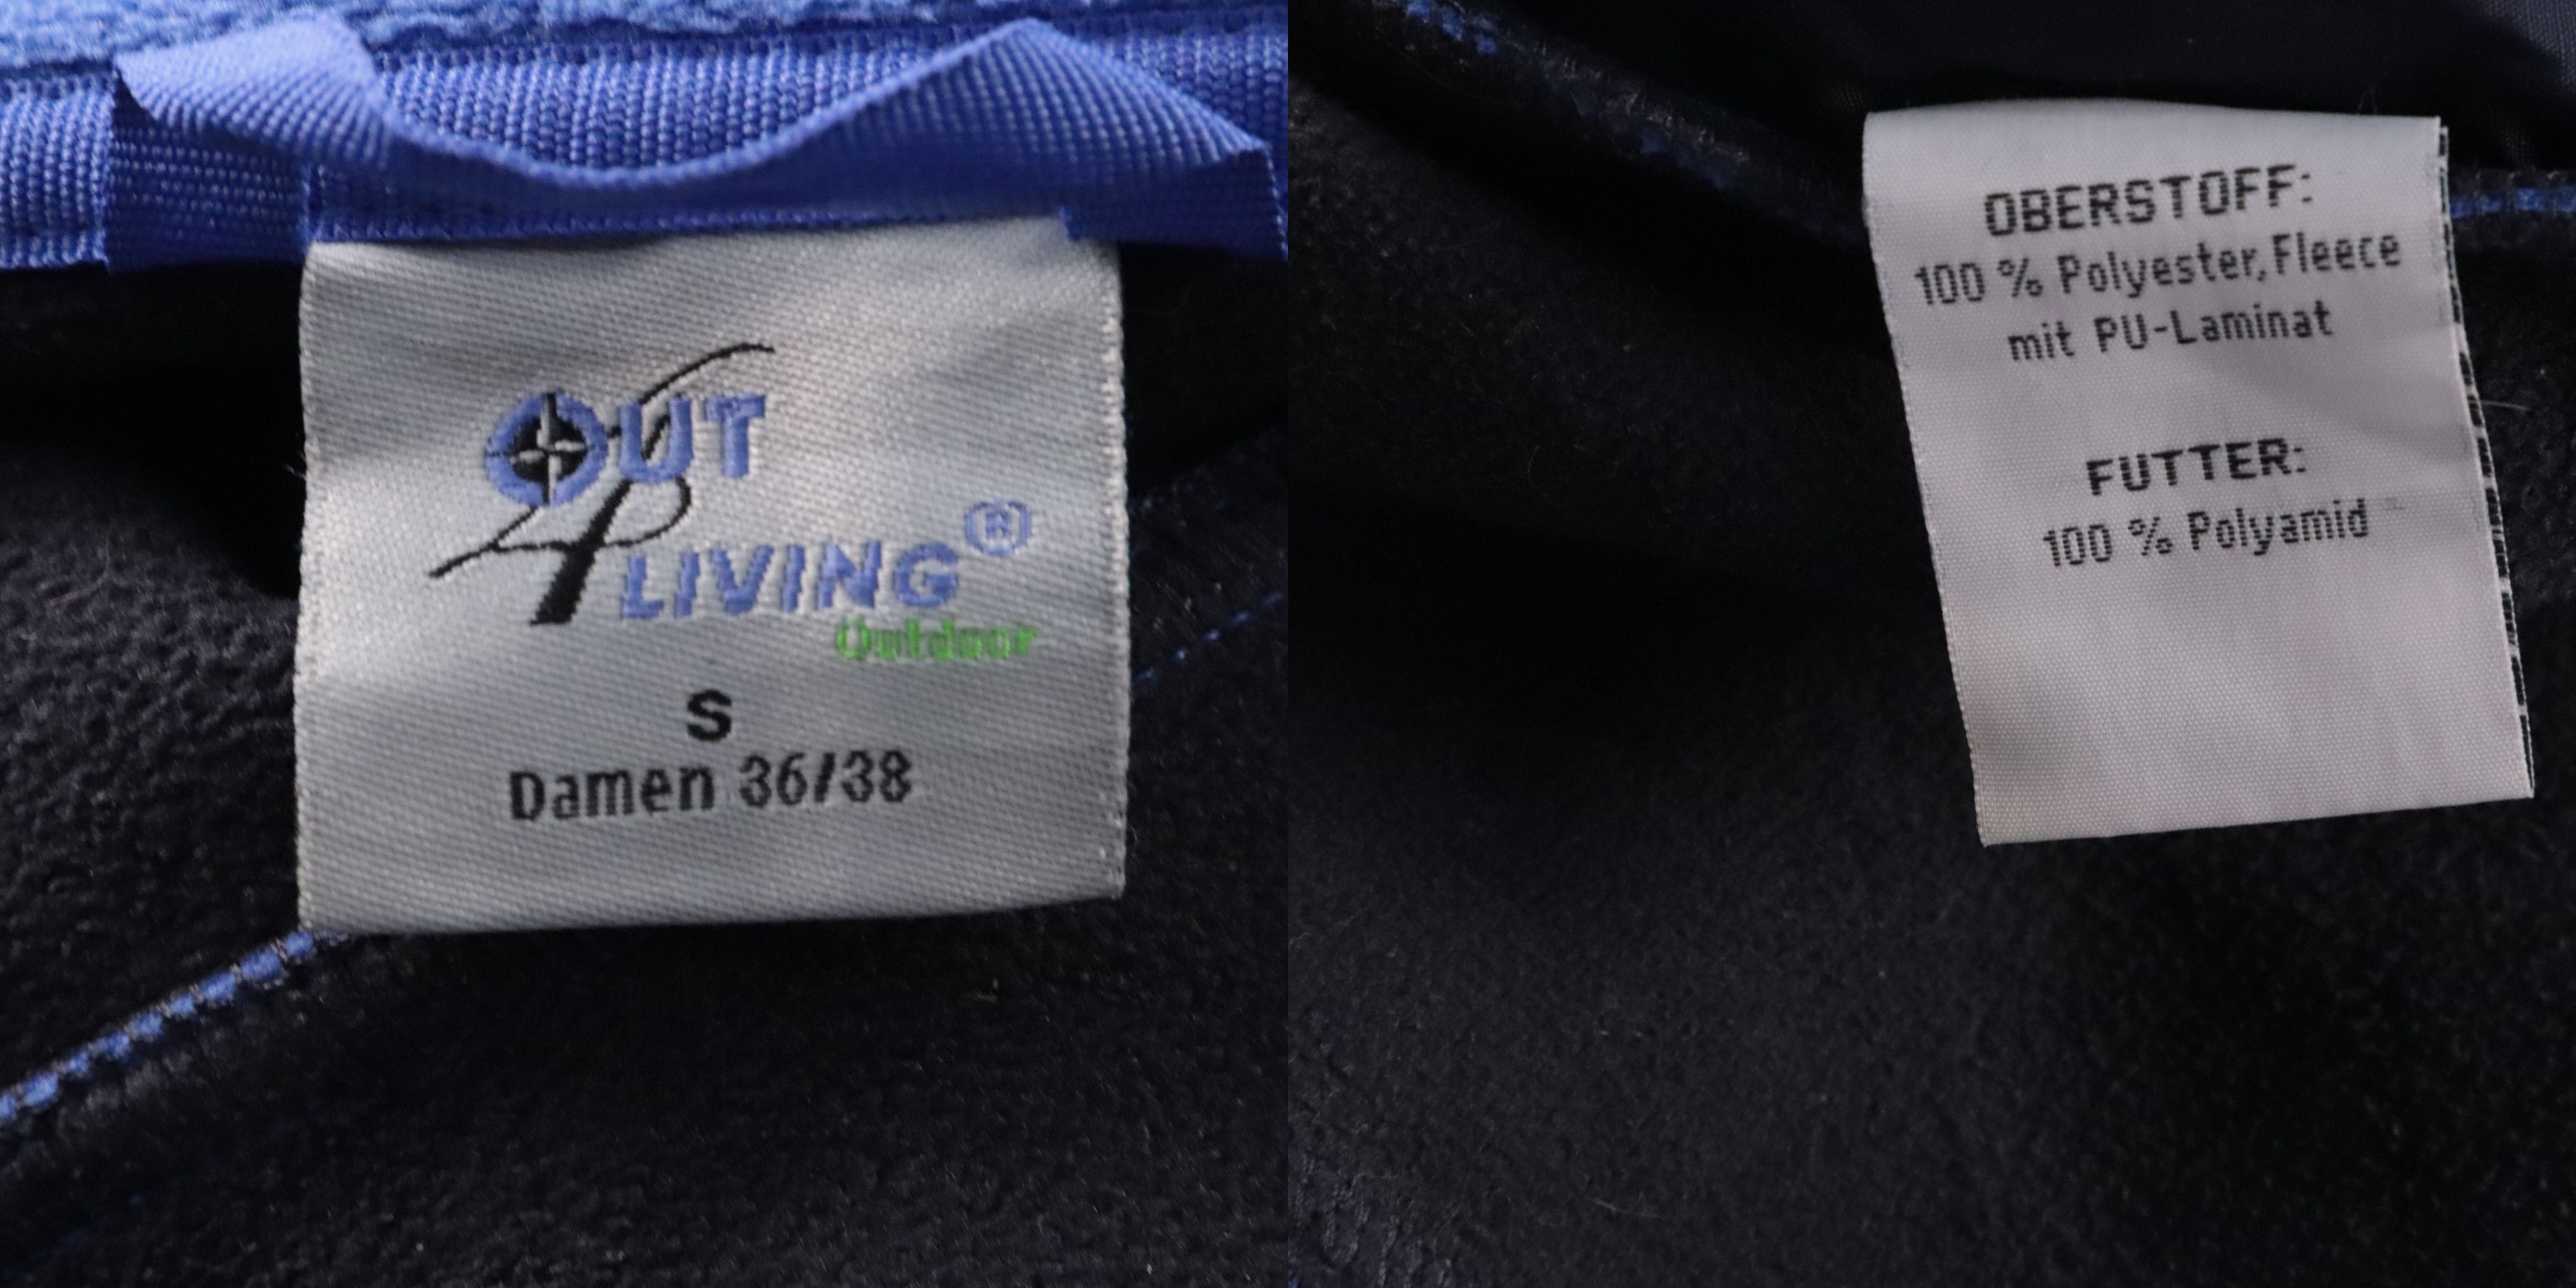 OUT
4 LIVING®
Outdoor
S
Damen 36/38
OBERSTOFF:
100 % Polyester, Fleece
mit PU-Laminat
FUTTER:
100 % Polyamid